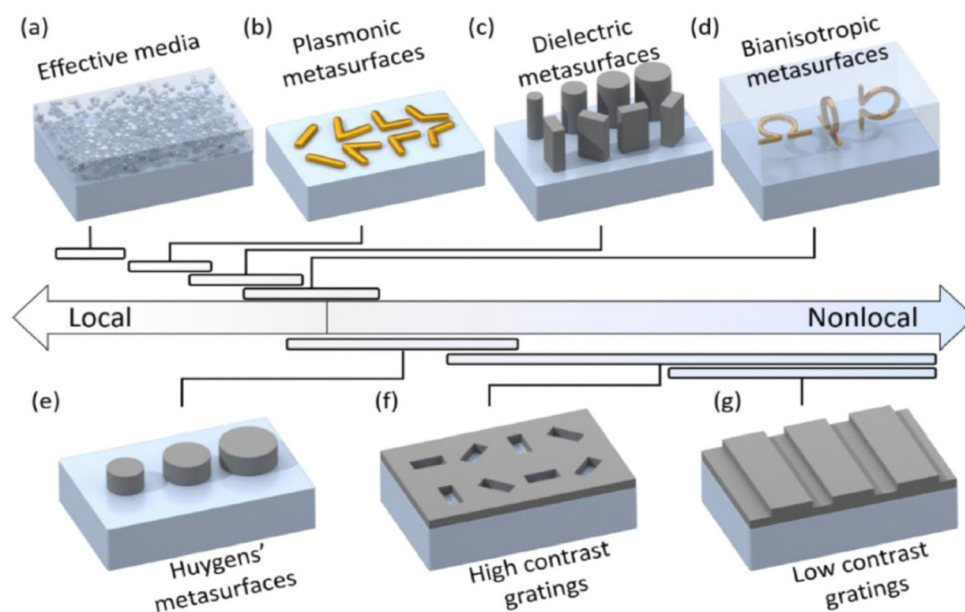 (a)
Effective media
(b)
Plasmonic
metasurfaces
(c)
Dielectric
metasurfaces
(d)
Bianisotropic
metasurfaces
Local
Nonlocal
(e)
Huygens'
metasurfaces
(f)
High contrast
gratings
(g)
Low contrast
gratings